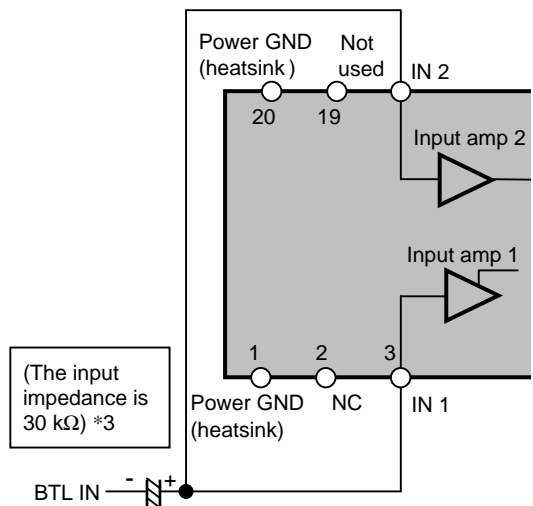 Power GND
(heatsink)
Not
used
IN 2
20
19
Input amp 2
Input amp 1
1
2
3
(The input
impedance is
30 kΩ) *3
Power GND
(heatsink)
NC
IN 1
BTL IN
-
+